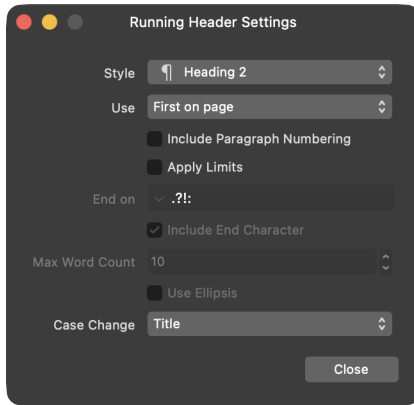 Running Header Settings
Style ¶ Heading 2
Use First on page
Include Paragraph Numbering
Apply Limits
End on .?!:
Include End Character
Max Word Count 10
Use Ellipsis
Case Change Title
Close